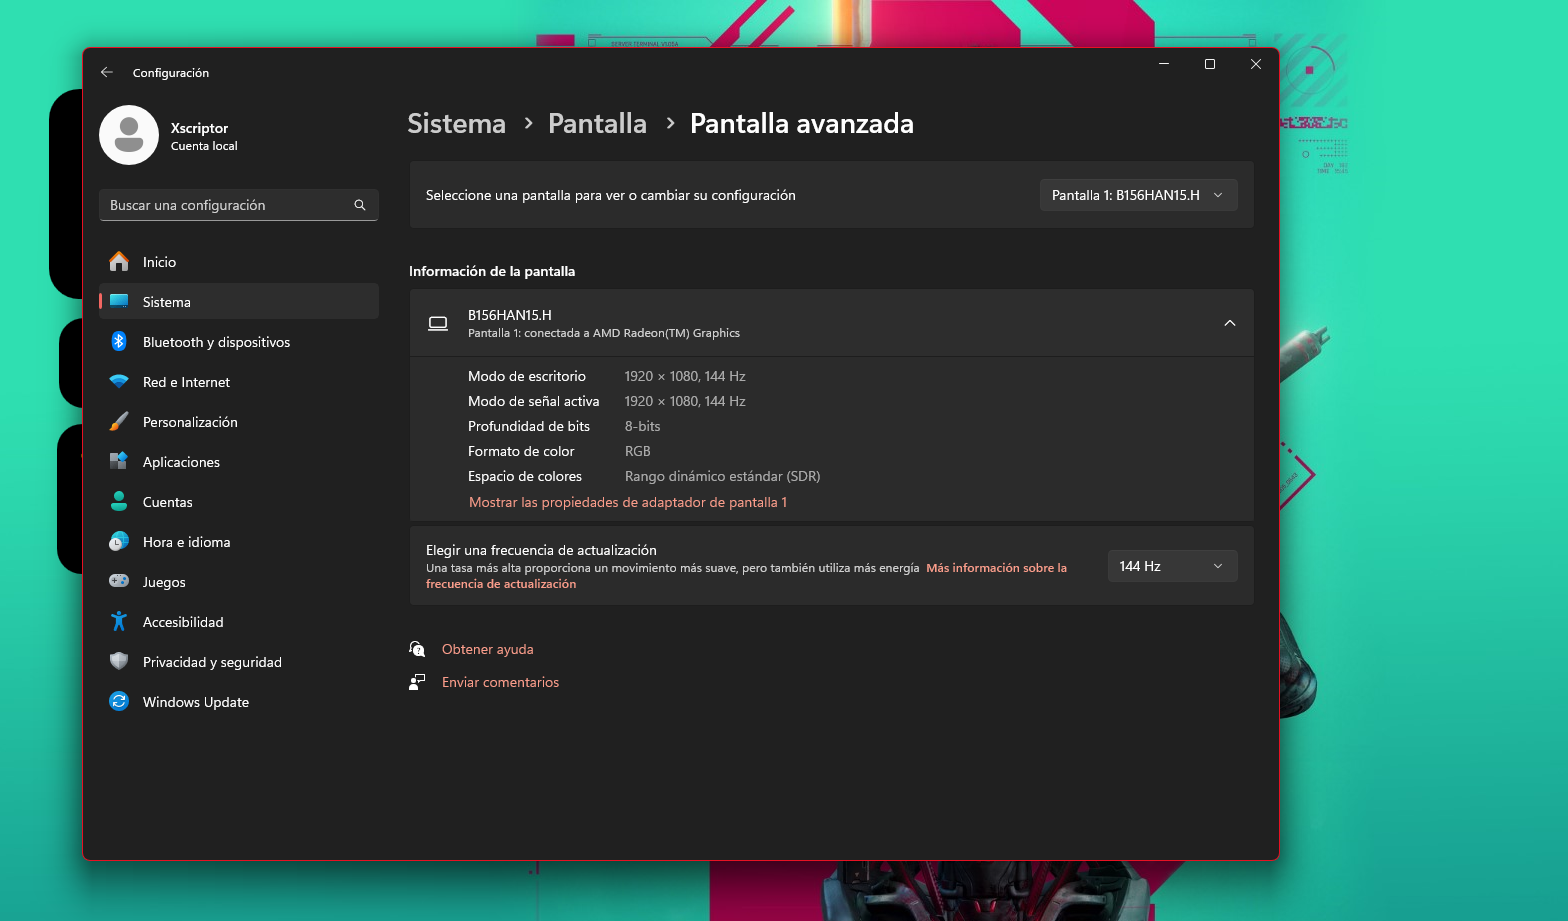 SERVER TERMINAL V1.05A
Configuración
Xscriptor
Cuenta local
Buscar una configuración
Inicio
Sistema
Bluetooth y dispositivos
Red e Internet
Personalización
Aplicaciones
Cuentas
Hora e idioma
Juegos
Accesibilidad
Privacidad y seguridad
Windows Update
Sistema > Pantalla > Pantalla avanzada
Seleccione una pantalla para ver o cambiar su configuración
Pantalla 1: B156HAN15.H
Información de la pantalla
B156HAN15.H
Pantalla 1: conectada a AMD Radeon(TM) Graphics
Modo de escritorio 1920 × 1080, 144 Hz
Modo de señal activa 1920 × 1080, 144 Hz
Profundidad de bits 8-bits
Formato de color RGB
Espacio de colores Rango dinámico estándar (SDR)
Mostrar las propiedades de adaptador de pantalla 1
Elegir una frecuencia de actualización
Una tasa más alta proporciona un movimiento más suave, pero también utiliza más energía Más información sobre la
frecuencia de actualización
144 Hz
Obtener ayuda
Enviar comentarios